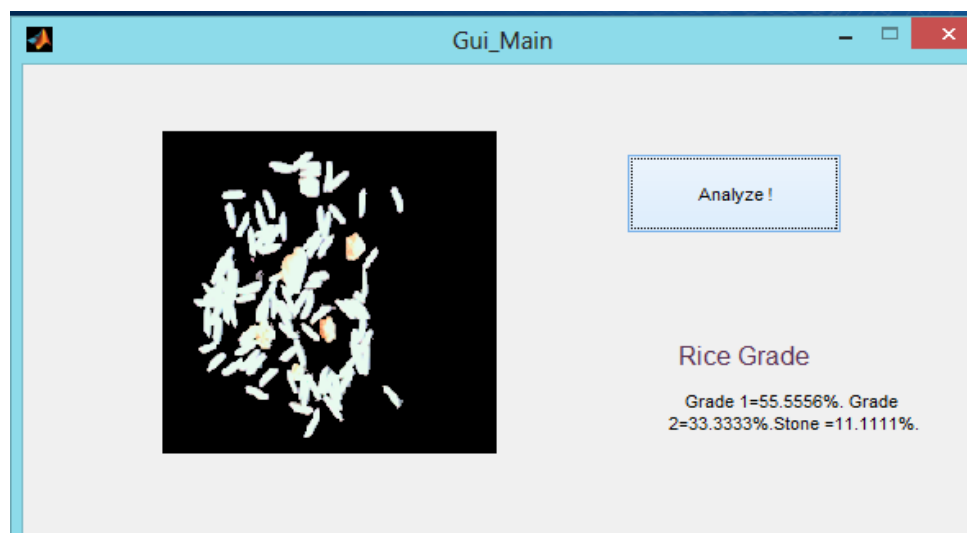 Gui_Main
Analyze !
Rice Grade
Grade 1=55.5556%. Grade
2=33.3333%.Stone =11.1111%.